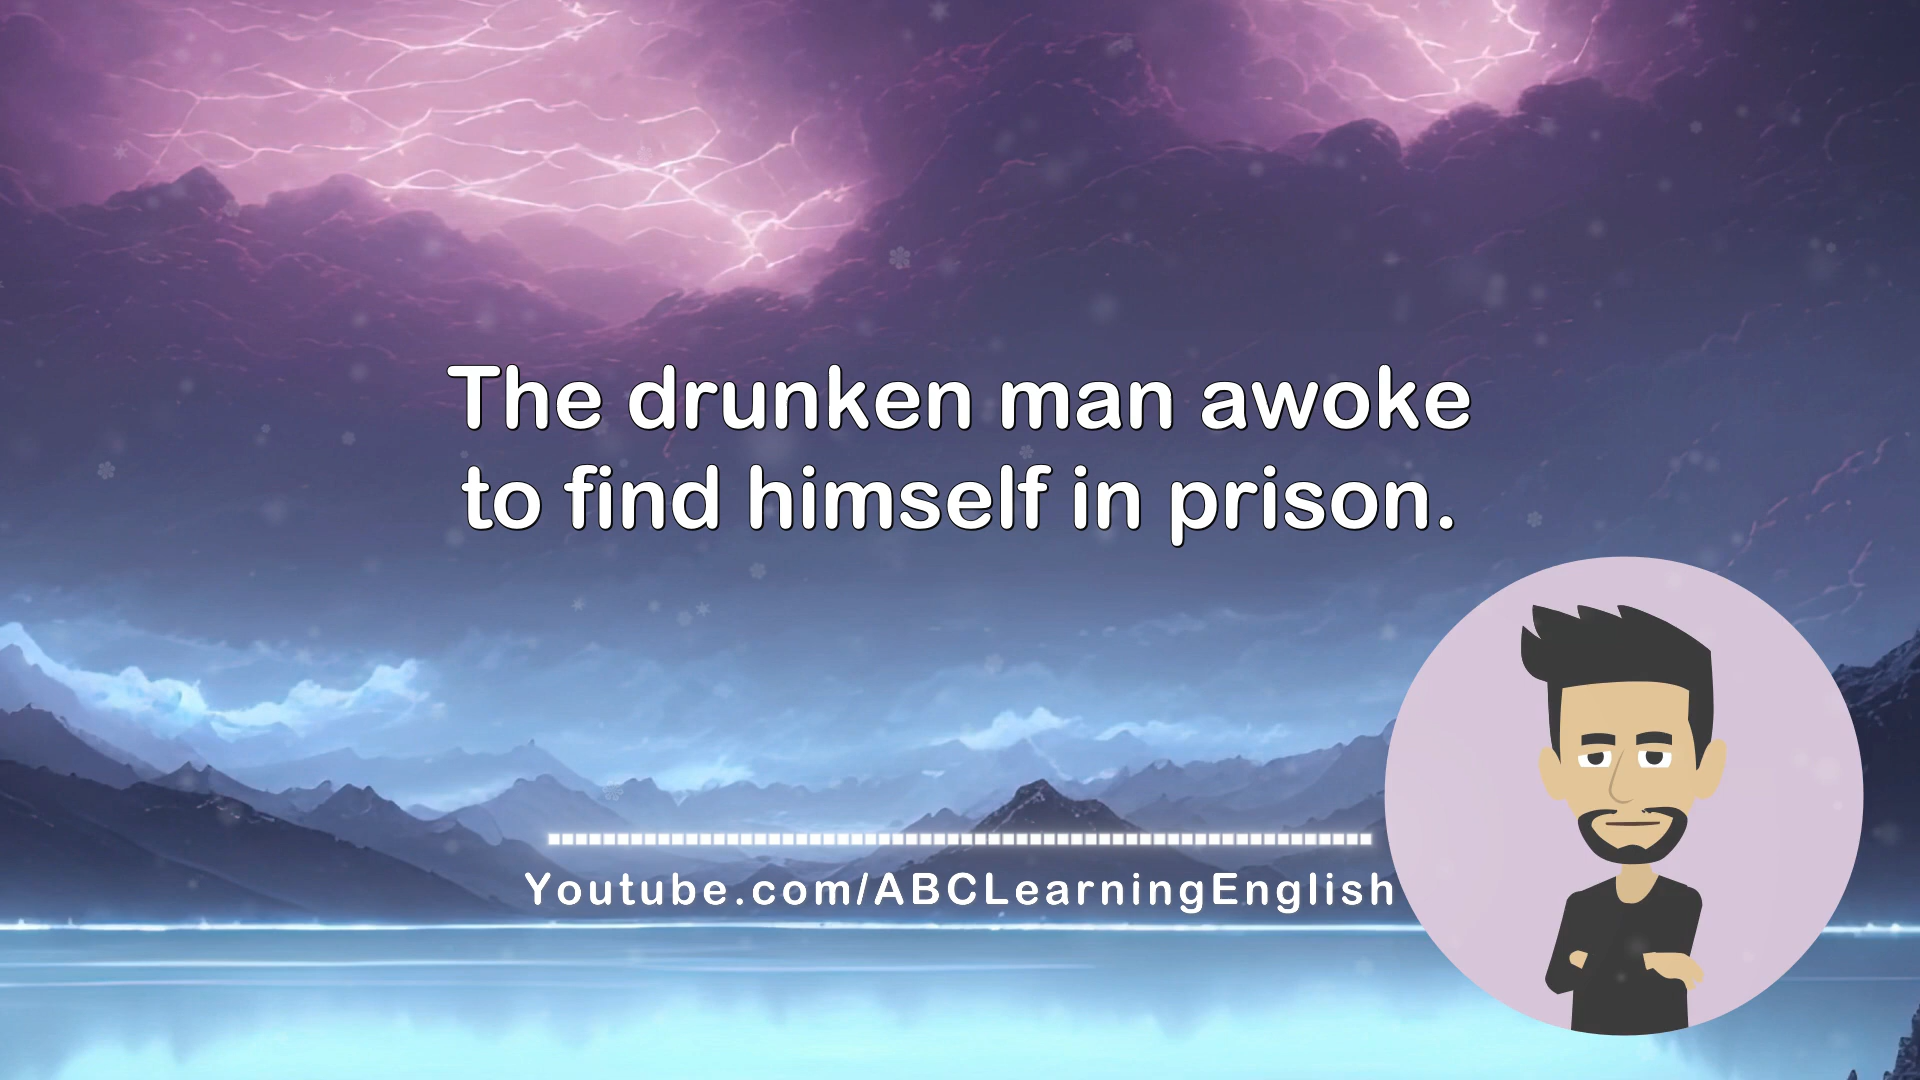 The drunken man awoke
to find himself in prison.
Youtube.com/ABCLearningEnglish